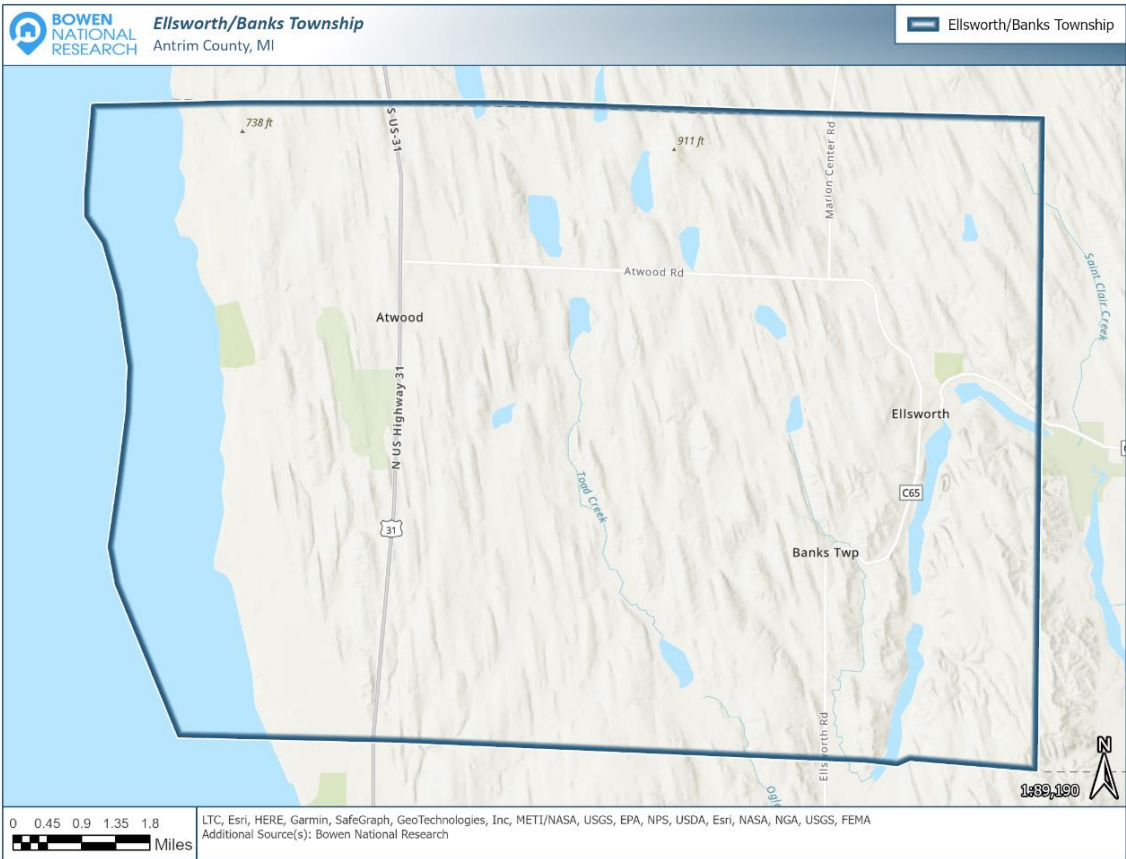 BOWEN
NATIONAL
RESEARCH
Ellsworth/Banks Township
Antrim County, MI
Ellsworth/Banks Township
738 ft
S US-31
911 ft
Marion Center Rd
Atwood Rd
Saint Clair Creek
Atwood
N US Highway 31
Ellsworth
Toad Creek
C65
31
Banks Twp
Ellsworth Rd
N
1:89,190
0 0.45 0.9 1.35 1.8
Miles
LTC, Esri, HERE, Garmin, SafeGraph, GeoTechnologies, Inc, METI/NASA, USGS, EPA, NPS, USDA, Esri, NASA, NGA, USGS, FEMA
Additional Source(s): Bowen National Research